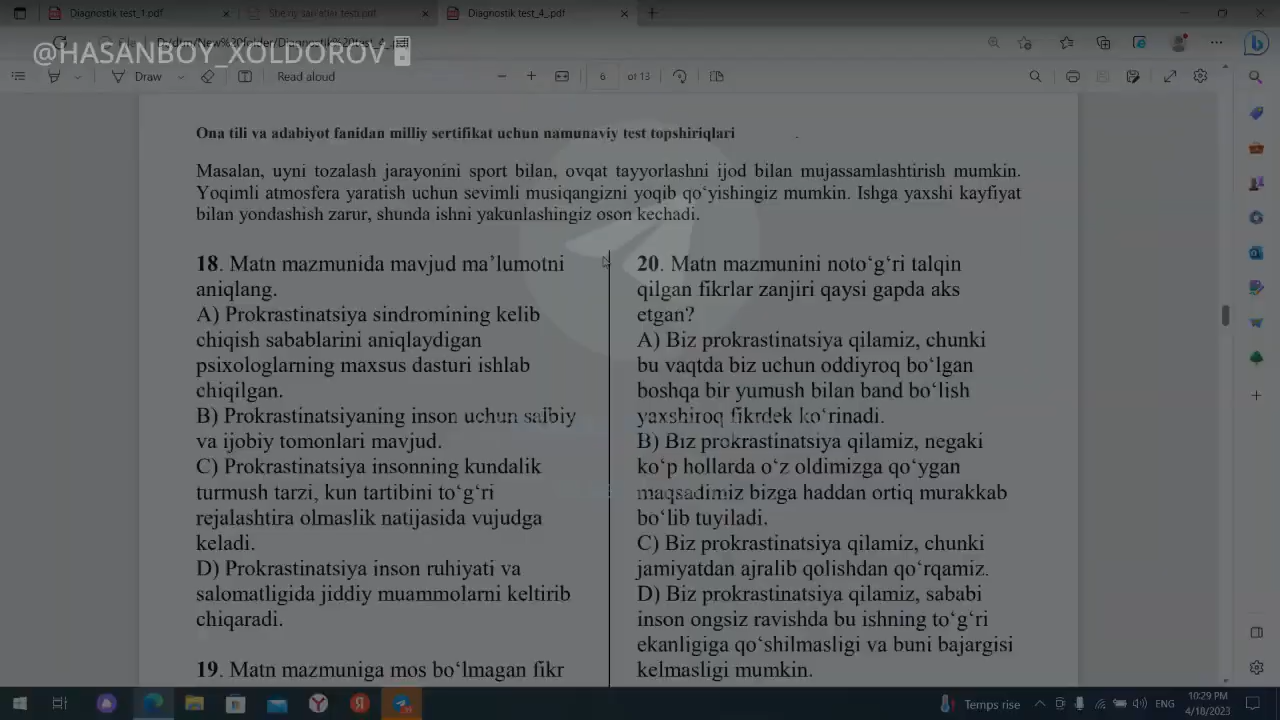 Diagnostik test_1.pdf
She'riy san'atlar testi.pdf
Diagnostik test_4_.pdf
@HASANBOY_XOLDOROV
Draw
Read aloud
6
of 13
Ona tili va adabiyot fanidan milliy sertifikat uchun namunaviy test topshiriqlari
Masalan, uyni tozalash jarayonini sport bilan, ovqat tayyorlashni ijod bilan mujassamlashtirish mumkin.
Yoqimli atmosfera yaratish uchun sevimli musiqangizni yoqib qo‘yishingiz mumkin. Ishga yaxshi kayfiyat
bilan yondashish zarur, shunda ishni yakunlashingiz oson kechadi.
18. Matn mazmunida mavjud ma’lumotni
aniqlang.
A) Prokrastinatsiya sindromining kelib
chiqish sabablarini aniqlaydigan
psixologlarning maxsus dasturi ishlab
chiqilgan.
B) Prokrastinatsiyaning inson uchun salbiy
va ijobiy tomonlari mavjud.
C) Prokrastinatsiya insonning kundalik
turmush tarzi, kun tartibini to‘g‘ri
rejalashtira olmaslik natijasida vujudga
keladi.
D) Prokrastinatsiya inson ruhiyati va
salomatligida jiddiy muammolarni keltirib
chiqaradi.
19. Matn mazmuniga mos bo‘lmagan fikr
20. Matn mazmunini noto‘g‘ri talqin
qilgan fikrlar zanjiri qaysi gapda aks
etgan?
A) Biz prokrastinatsiya qilamiz, chunki
bu vaqtda biz uchun oddiyroq bo‘lgan
boshqa bir yumush bilan band bo‘lish
yaxshiroq fikrdek ko‘rinadi.
B) Biz prokrastinatsiya qilamiz, negaki
ko‘p hollarda o‘z oldimizga qo‘ygan
maqsadimiz bizga haddan ortiq murakkab
bo‘lib tuyiladi.
C) Biz prokrastinatsiya qilamiz, chunki
jamiyatdan ajralib qolishdan qo‘rqamiz.
D) Biz prokrastinatsiya qilamiz, sababi
inson ongsiz ravishda bu ishning to‘g‘ri
ekanligiga qo‘shilmasligi va buni bajargisi
kelmasligi mumkin.
Temps rise
ENG
10:29 PM
4/18/2023